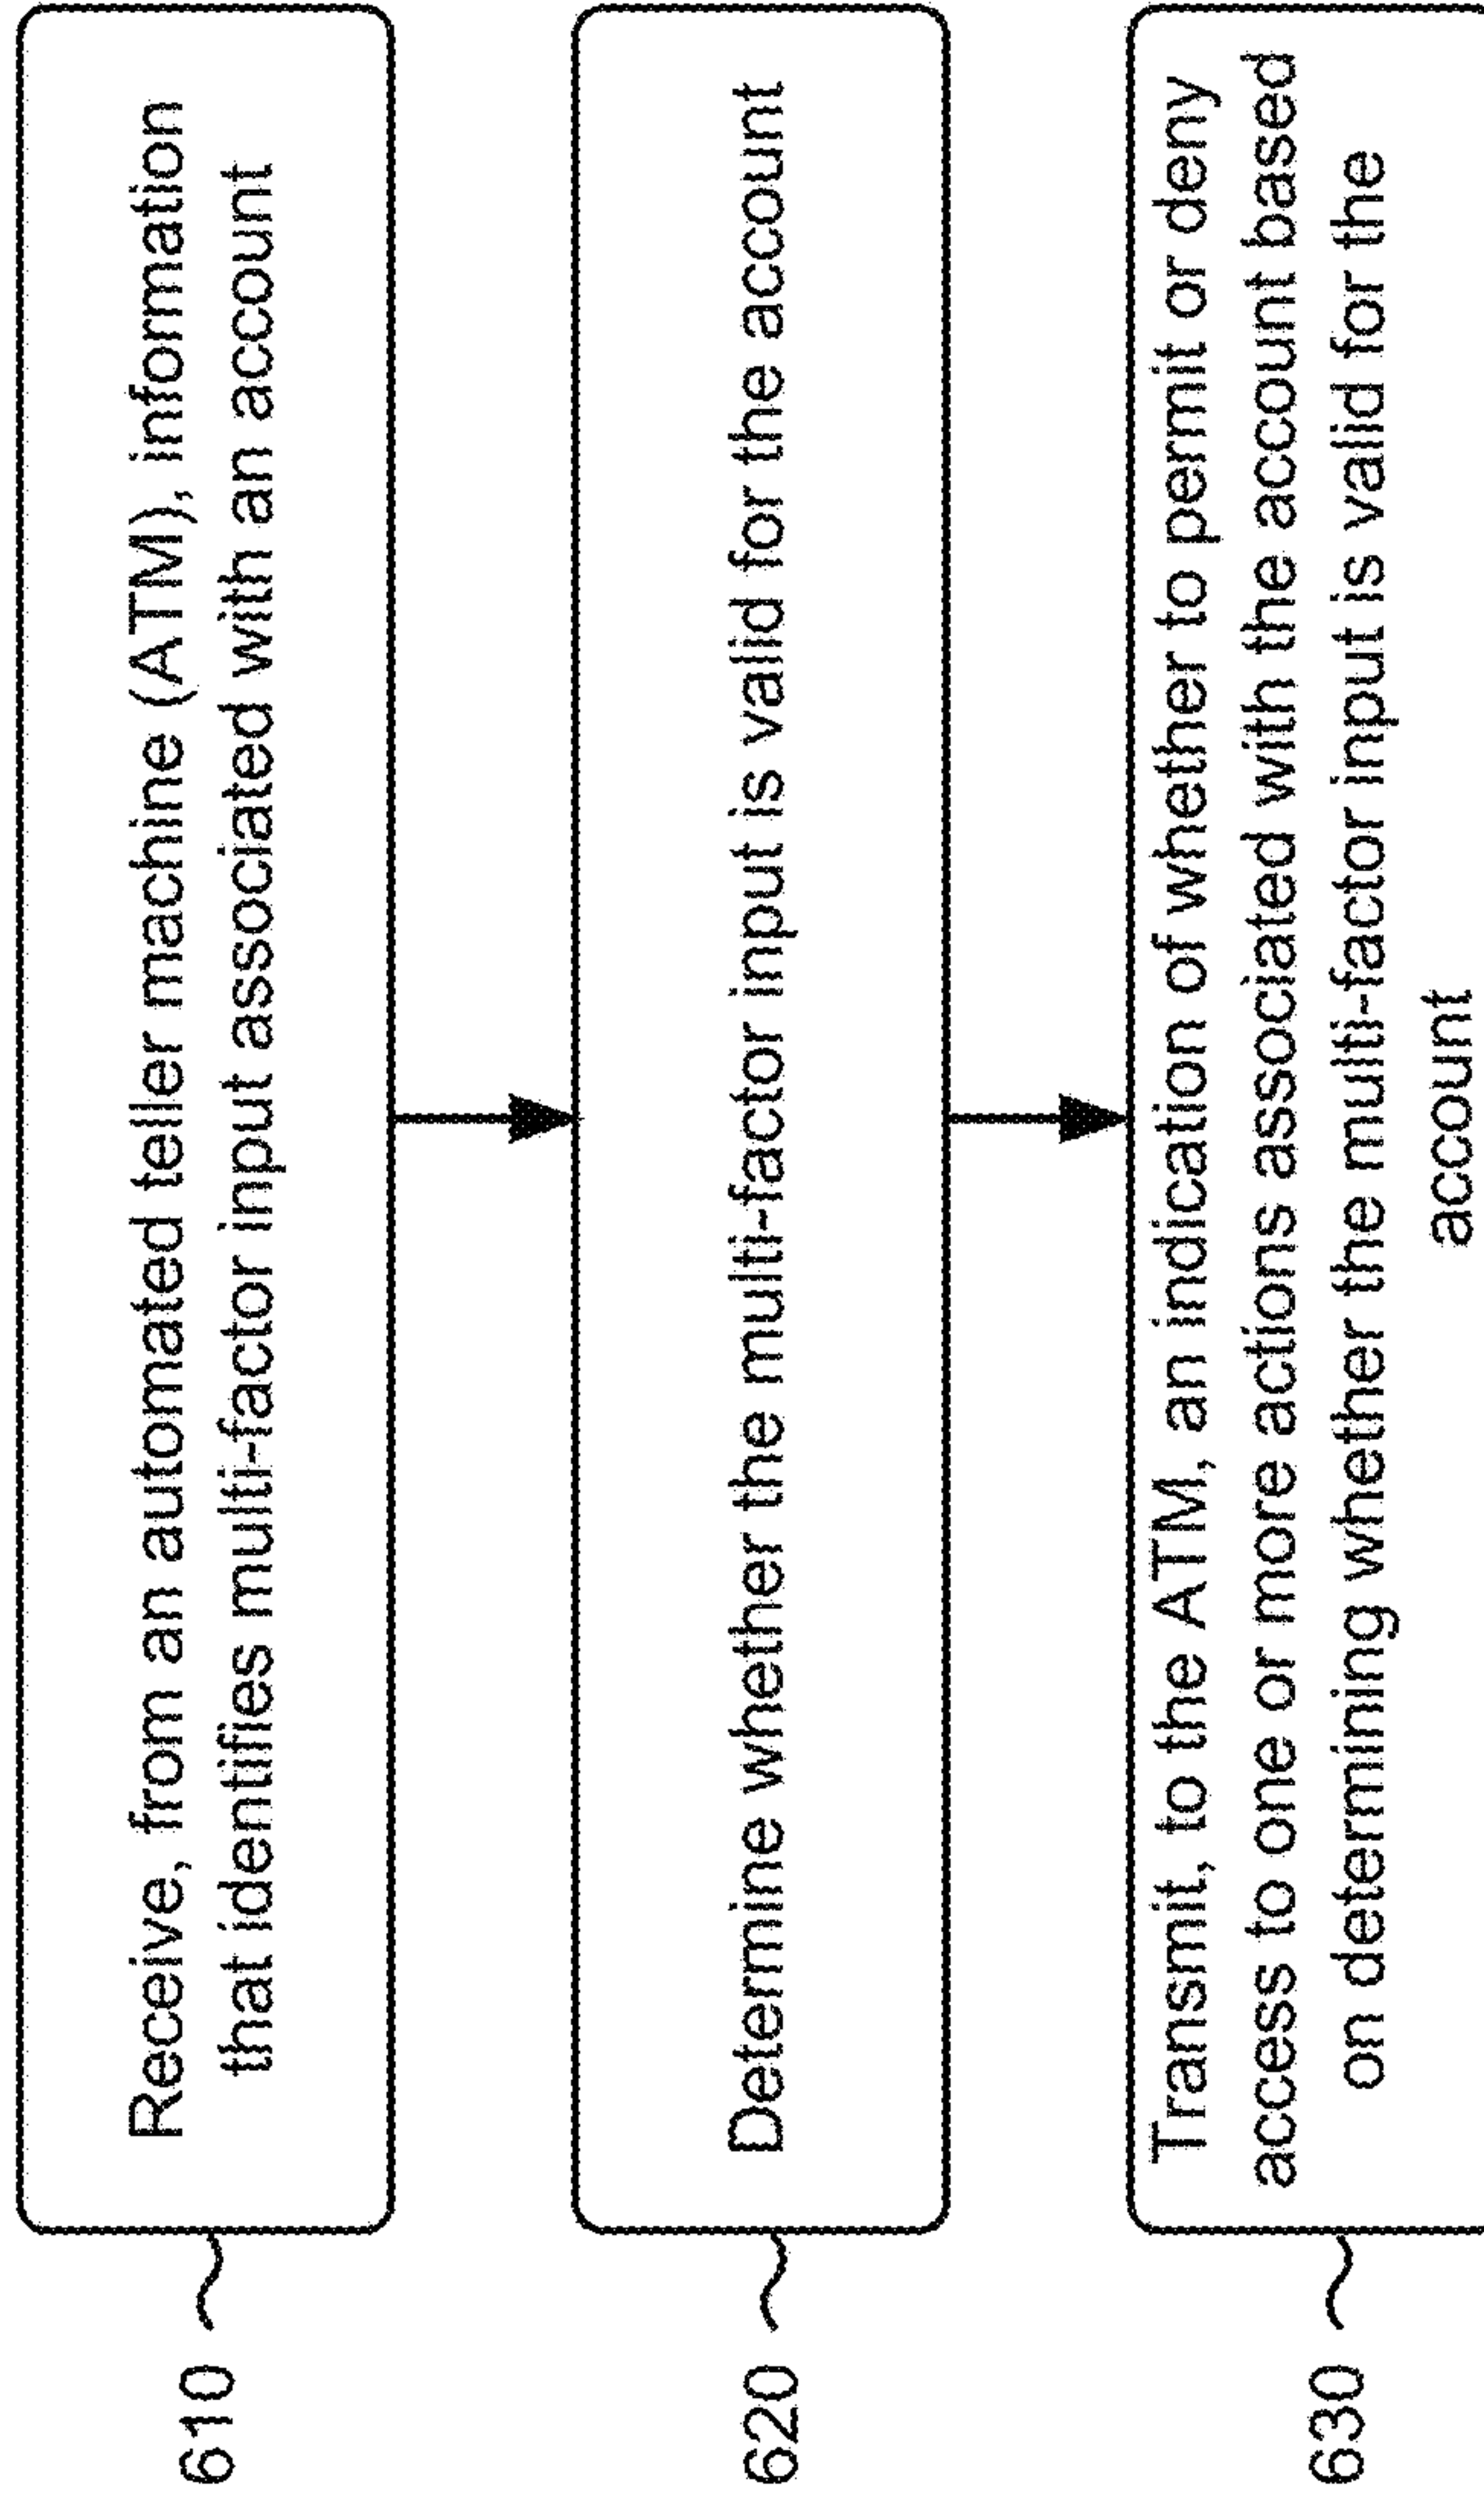 610
Receive, from an automated teller machine (ATM), information
that identifies multi-factor input associated with an account
620
Determine whether the multi-factor input is valid for the account
630
Transmit, to the ATM, an indication of whether to permit or deny
access to one or more actions associated with the account based
on determining whether the multi-factor input is valid for the
account